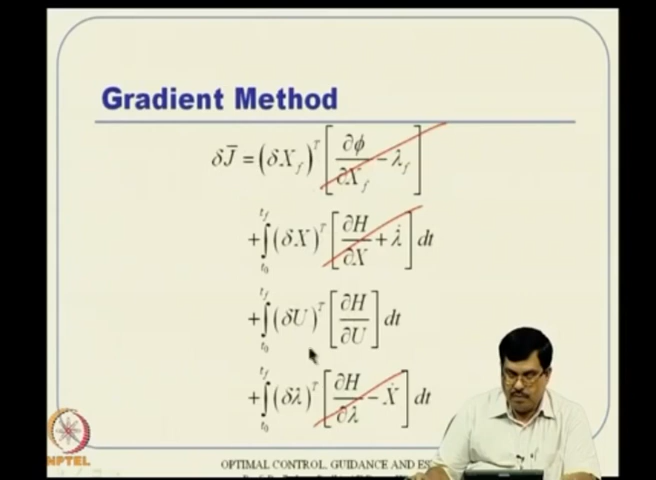 Gradient Method
δJ̄ = (δX_f)^T [∂φ/∂X_f − λ_f]
+ ∫_{t_0}^{t_f} (δX)^T [∂H/∂X + λ̇] dt
+ ∫_{t_0}^{t_f} (δU)^T [∂H/∂U] dt
+ ∫_{t_0}^{t_f} (δλ)^T [∂H/∂λ − Ẋ] dt
NPTEL
OPTIMAL CONTROL, GUIDANCE AND ES